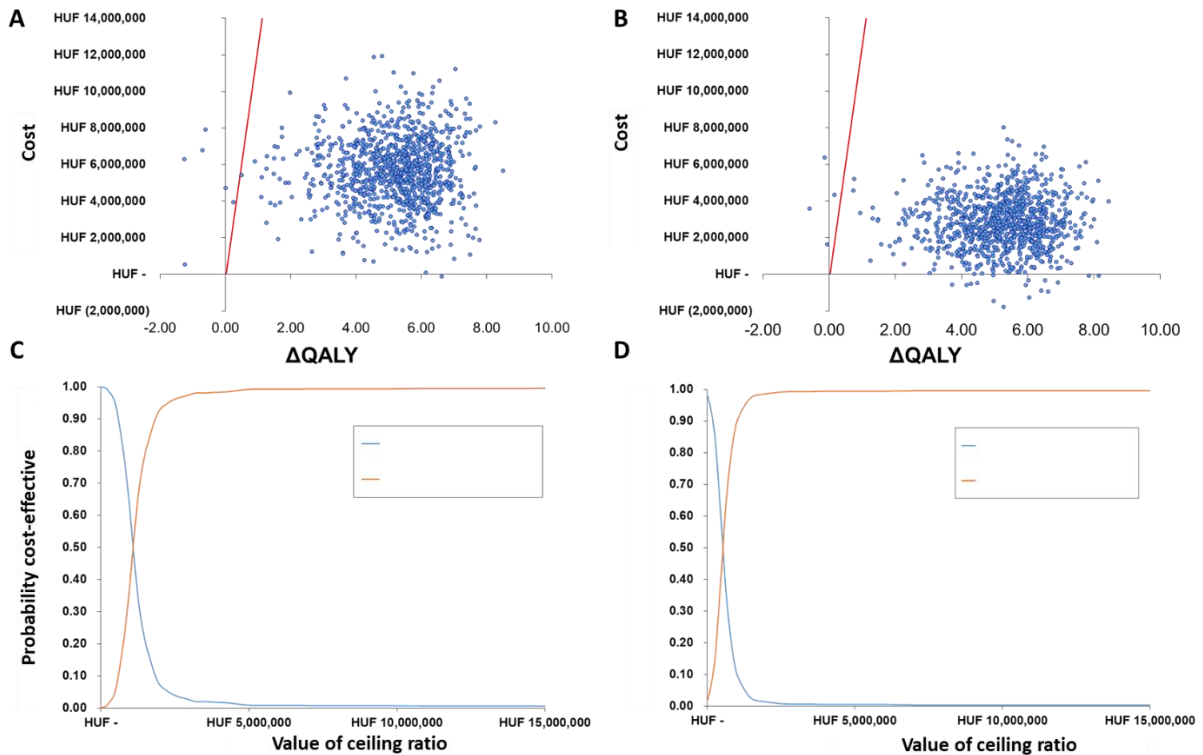 A
HUF 14,000,000
HUF 12,000,000
HUF 10,000,000
HUF 8,000,000
HUF 6,000,000
HUF 4,000,000
HUF 2,000,000
HUF -
HUF (2,000,000)
Cost
-2.00 0.00 2.00 4.00 6.00 8.00 10.00
ΔQALY
B
HUF 14,000,000
HUF 12,000,000
HUF 10,000,000
HUF 8,000,000
HUF 6,000,000
HUF 4,000,000
HUF 2,000,000
HUF -
HUF (2,000,000)
Cost
-2.00 0.00 2.00 4.00 6.00 8.00 10.00
ΔQALY
C
1.00
0.90
0.80
0.70
0.60
0.50
0.40
0.30
0.20
0.10
0.00
Probability cost-effective
HUF - HUF 5,000,000 HUF 10,000,000 HUF 15,000,000
Value of ceiling ratio
D
1.00
0.90
0.80
0.70
0.60
0.50
0.40
0.30
0.20
0.10
0.00
HUF - HUF 5,000,000 HUF 10,000,000 HUF 15,000,000
Value of ceiling ratio